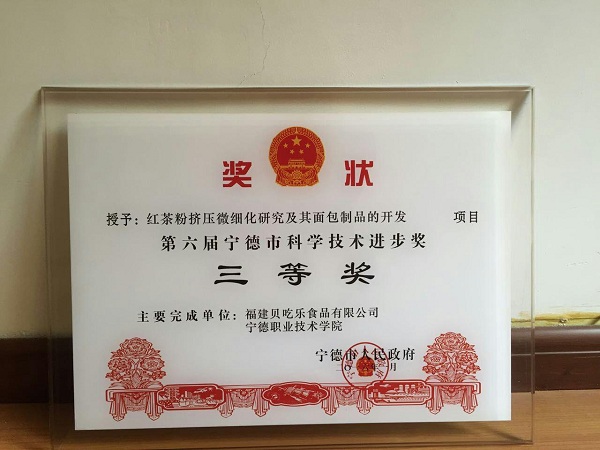 奖 状
授予：红茶粉挤压微细化研究及其面包制品的开发 项目
第六届宁德市科学技术进步奖
三等奖
主要完成单位：福建贝吃乐食品有限公司
宁德职业技术学院
宁德市人民政府
月